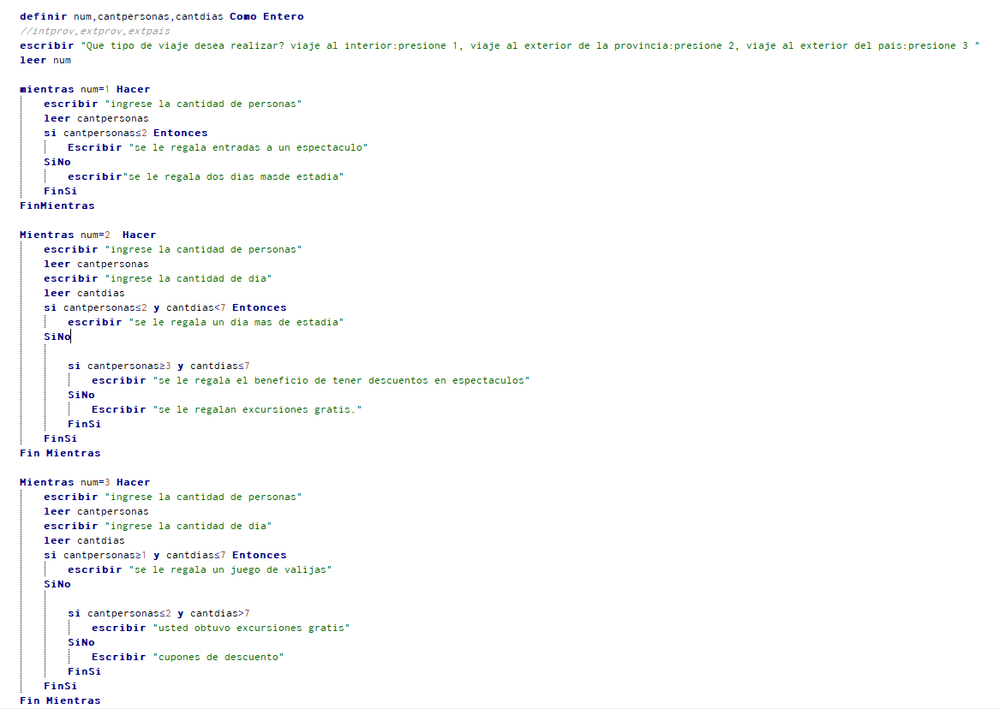 definir num,cantpersonas,cantdias Como Entero
//intprov,extprov,extpais
escribir "Que tipo de viaje desea realizar? viaje al interior:presione 1, viaje al exterior de la provincia:presione 2, viaje al exterior del pais:presione 3 "
leer num
mientras num=1 Hacer
escribir "ingrese la cantidad de personas"
leer cantpersonas
si cantpersonas≤2 Entonces
Escribir "se le regala entradas a un espectaculo"
SiNo
escribir"se le regala dos dias masde estadia"
FinSi
FinMientras
Mientras num=2  Hacer
escribir "ingrese la cantidad de personas"
leer cantpersonas
escribir "ingrese la cantidad de dia"
leer cantdias
si cantpersonas≤2 y cantdias<7 Entonces
escribir "se le regala un dia mas de estadia"
SiNo
si cantpersonas≥3 y cantdias≤7
escribir "se le regala el beneficio de tener descuentos en espectaculos"
SiNo
Escribir "se le regalan excursiones gratis."
FinSi
FinSi
Fin Mientras
Mientras num=3 Hacer
escribir "ingrese la cantidad de personas"
leer cantpersonas
escribir "ingrese la cantidad de dia"
leer cantdias
si cantpersonas≥1 y cantdias≤7 Entonces
escribir "se le regala un juego de valijas"
SiNo
si cantpersonas≤2 y cantdias>7
escribir "usted obtuvo excursiones gratis"
SiNo
Escribir "cupones de descuento"
FinSi
FinSi
Fin Mientras